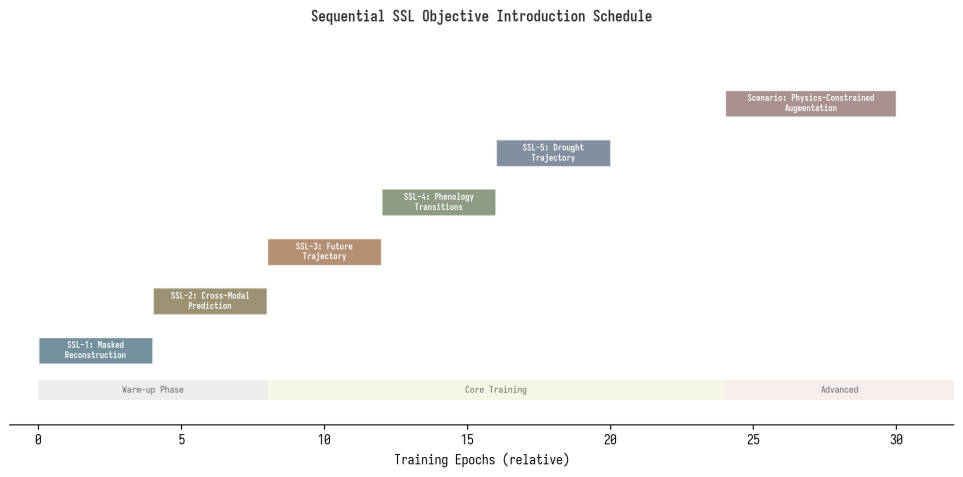 Sequential SSL Objective Introduction Schedule
Scenario: Physics-Constrained
Augmentation
SSL-5: Drought
Trajectory
SSL-4: Phenology
Transitions
SSL-3: Future
Trajectory
SSL-2: Cross-Modal
Prediction
SSL-1: Masked
Reconstruction
Warm-up Phase
Core Training
Advanced
0 5 10 15 20 25 30
Training Epochs (relative)